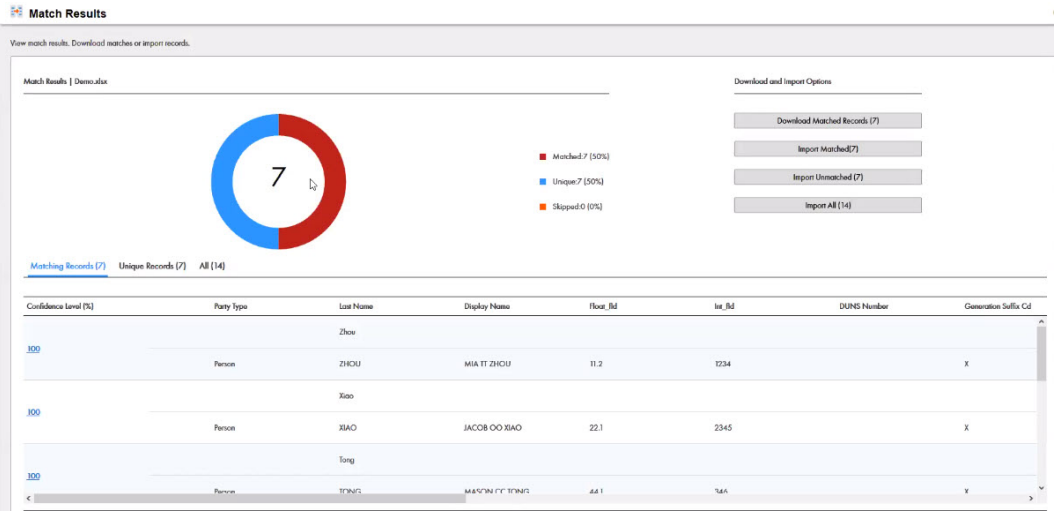 Match Results
View match results. Download matches or import records.
Match Results | Demo.xlsx
Download and Import Options
7
Matched:7 (50%)
Unique:7 (50%)
Skipped:0 (0%)
Download Matched Records (7)
Import Matched(7)
Import Unmatched (7)
Import All (14)
Matching Records (7) Unique Records (7) All (14)
Confidence Level (%) Party Type Last Name Display Name Float_fld Int_fld DUNS Number Generation Suffix Cd
Zhou
100
Person ZHOU MIA TT ZHOU 11.2 1234 X
Xiao
100
Person XIAO JACOB OO XIAO 22.1 2345 X
Tong
100
Person TONG MASON CC TONG 44.1 346 X